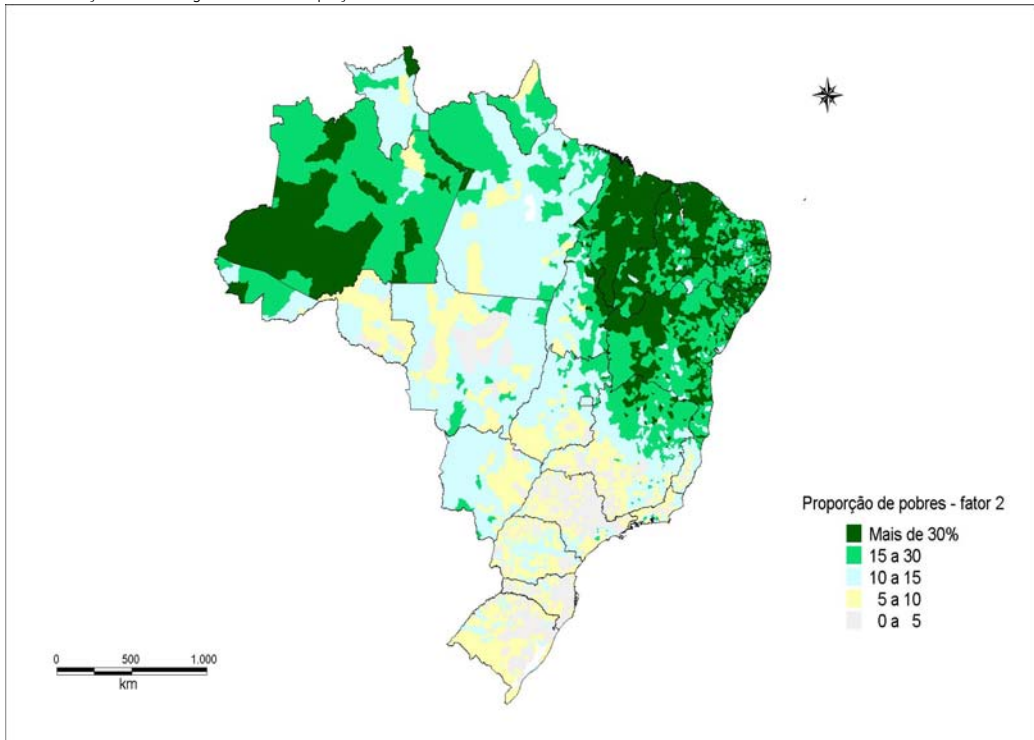 Proporção de pobres - fator 2
Mais de 30%
15 a 30
10 a 15
5 a 10
0 a 5
0 500 1.000
km